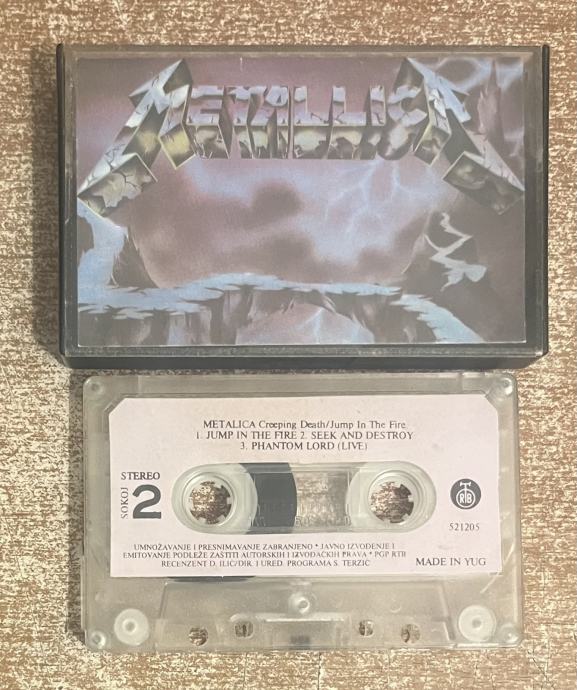 METALLICA
METALICA Creeping Death/Jump In The Fire
1. JUMP IN THE FIRE 2. SEEK AND DESTROY
3. PHANTOM LORD (LIVE)
STEREO
SOKOJ
2
RTB
521205
UMNOŽAVANJE I PRESNIMAVANJE ZABRANJENO * JAVNO IZVOĐENJE I
EMITOVANJE PODLEŽE ZAŠTITI AUTORSKIH I IZVOĐAČKIH PRAVA * PGP RTB
RECENZENT D. ILIĆ/DIR. I URED. PROGRAMA S. TERZIĆ
MADE IN YUG